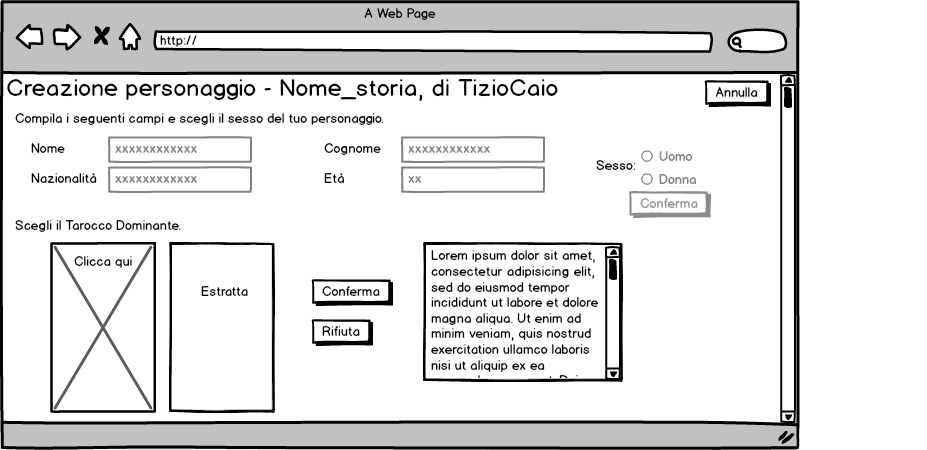 A Web Page
http://
Creazione personaggio - Nome_storia, di TizioCaio
Annulla
Compila i seguenti campi e scegli il sesso del tuo personaggio.
Nome xxxxxxxxxxxx Cognome xxxxxxxxxxxx
Sesso: Uomo
Nazionalità xxxxxxxxxxxx Età xx
Donna
Conferma
Scegli il Tarocco Dominante.
Clicca qui
Estratta
Conferma
Rifiuta
Lorem ipsum dolor sit amet,
consectetur adipisicing elit,
sed do eiusmod tempor
incididunt ut labore et dolore
magna aliqua. Ut enim ad
minim veniam, quis nostrud
exercitation ullamco laboris
nisi ut aliquip ex ea